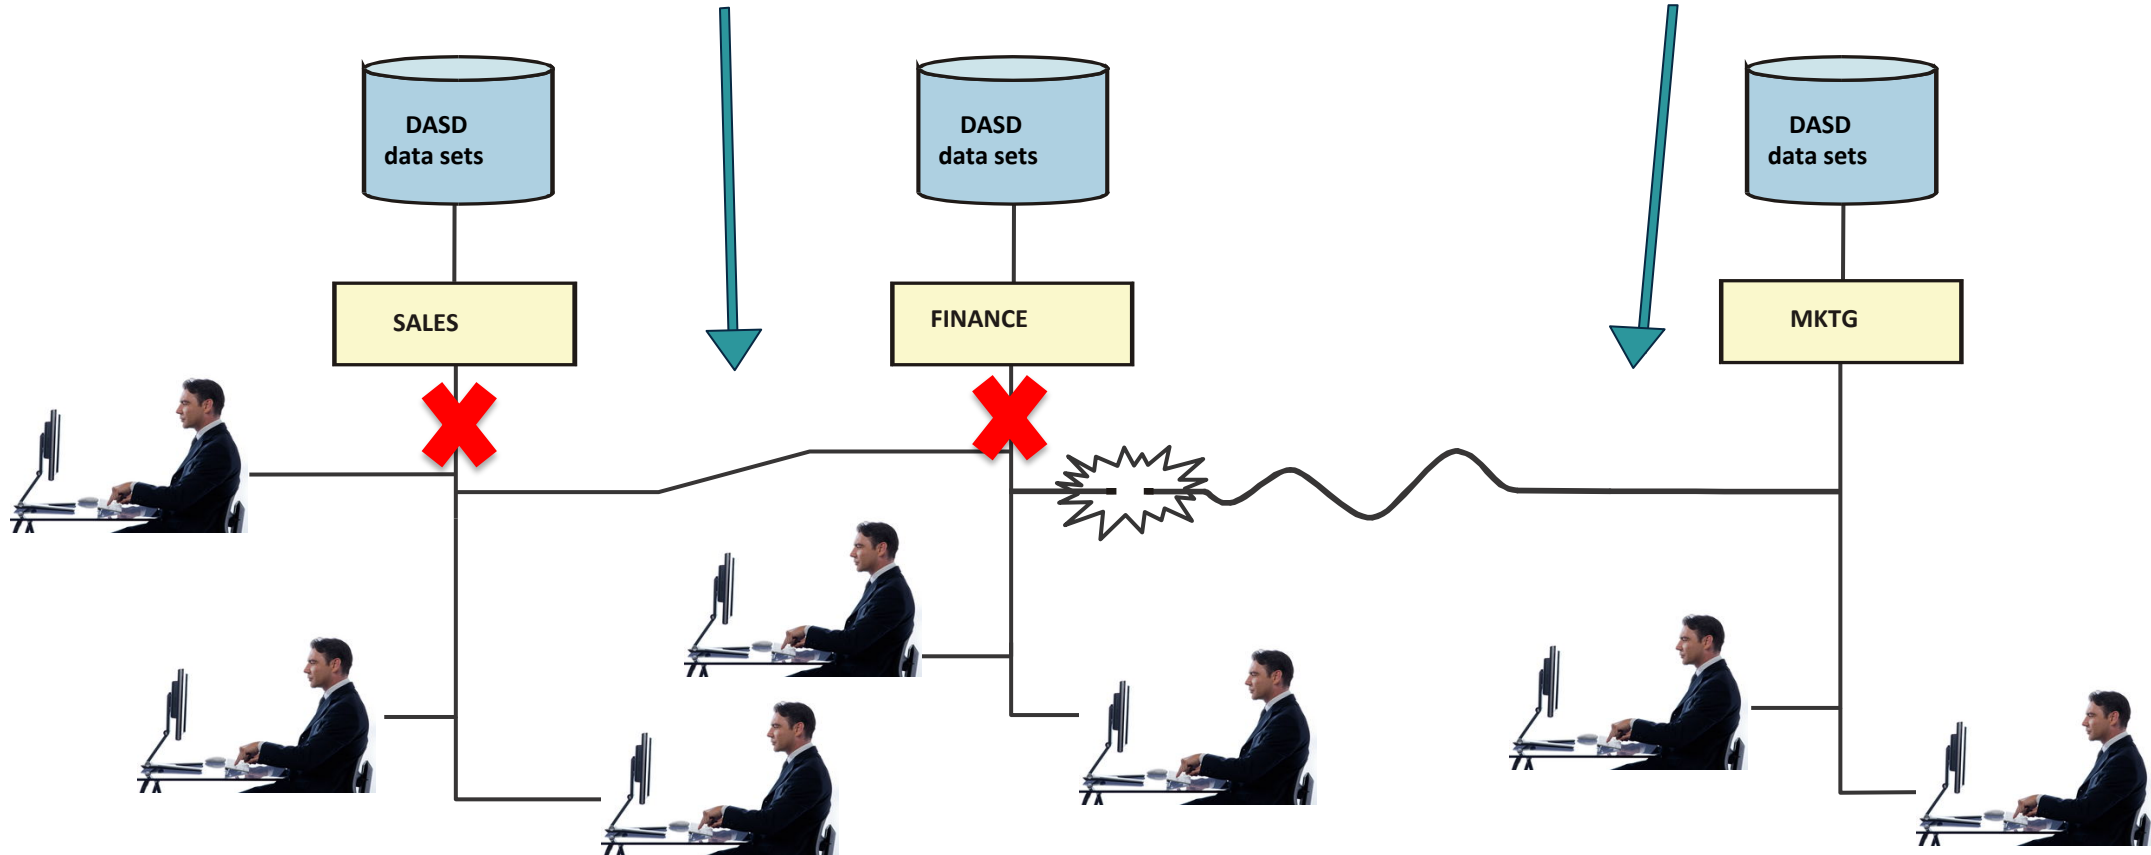 DASD
data sets
DASD
data sets
DASD
data sets
SALES
FINANCE
MKTG